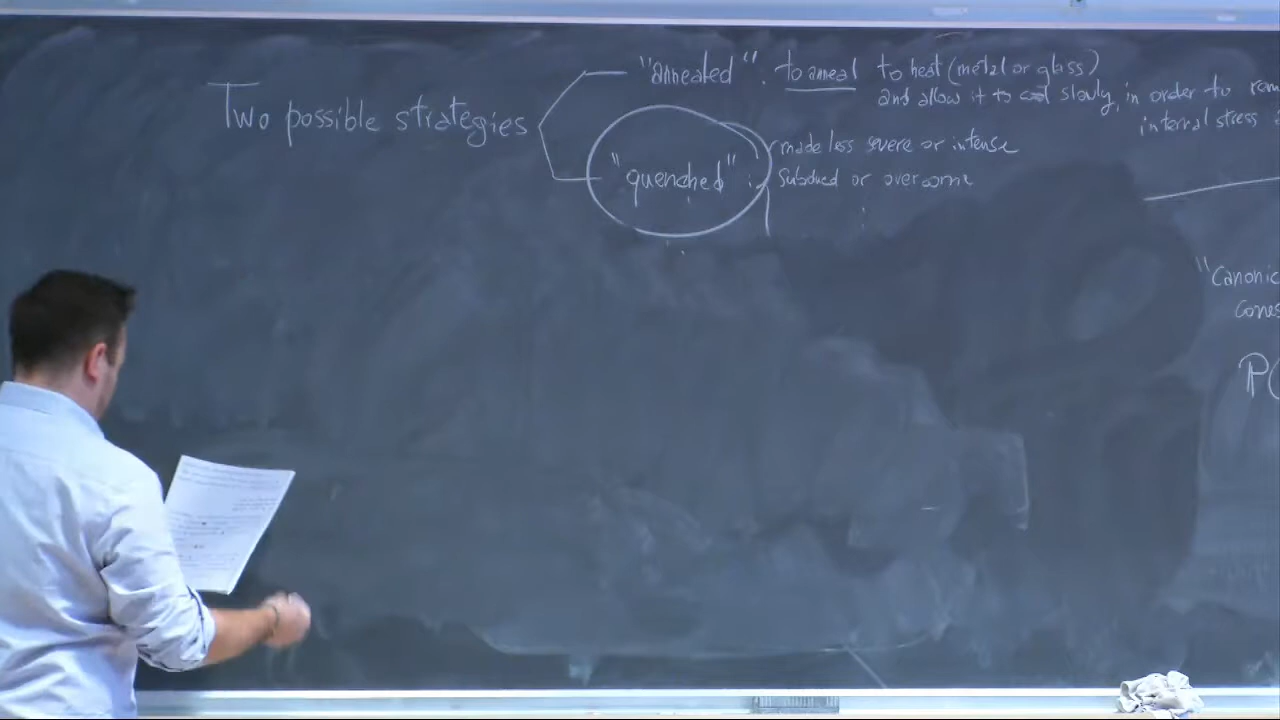 "annealed". to anneal to heat (metal or glass)
and allow it to cool slowly, in order to rem
internal stress
Two possible strategies
made less severe or intense
"quenched" : subdued or overcome
"Canonic
P(